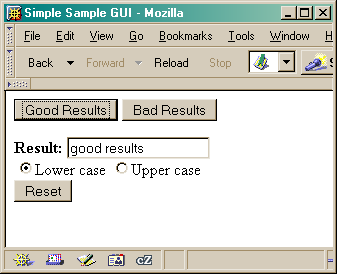 Simple Sample GUI - Mozilla
File Edit View Go Bookmarks Tools Window H
Back Forward Reload Stop S
Good Results Bad Results
Result: good results
Lower case Upper case
Reset
cZ